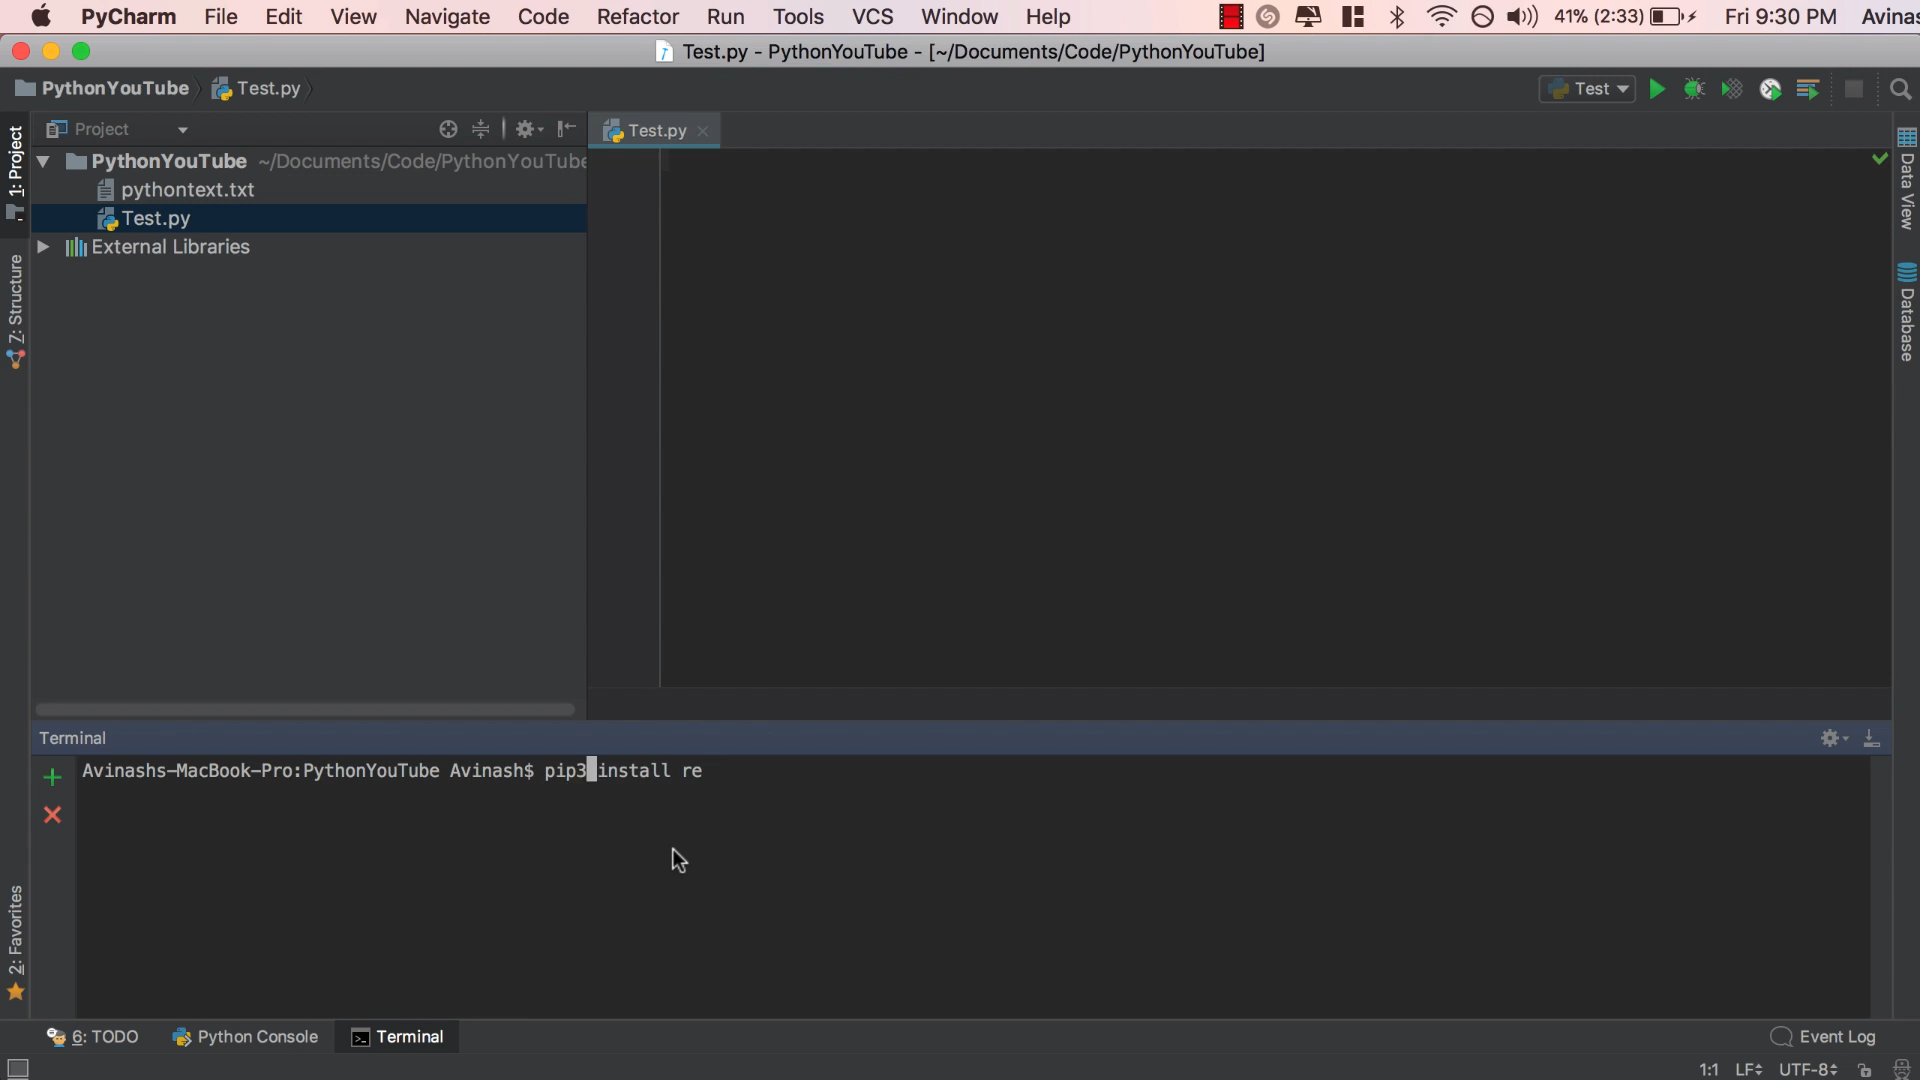 PyCharm File Edit View Navigate Code Refactor Run Tools VCS Window Help 41% (2:33) Fri 9:30 PM Avinas
Test.py - PythonYouTube - [~/Documents/Code/PythonYouTube]
PythonYouTube Test.py Test
1: Project
Project
Test.py
PythonYouTube ~/Documents/Code/PythonYouTube
pythontext.txt
Test.py
External Libraries
Z: Structure
2: Favorites
Data View
Database
Terminal
Avinashs-MacBook-Pro:PythonYouTube Avinash$ pip3 install re
6: TODO Python Console Terminal Event Log
1:1 LF UTF-8